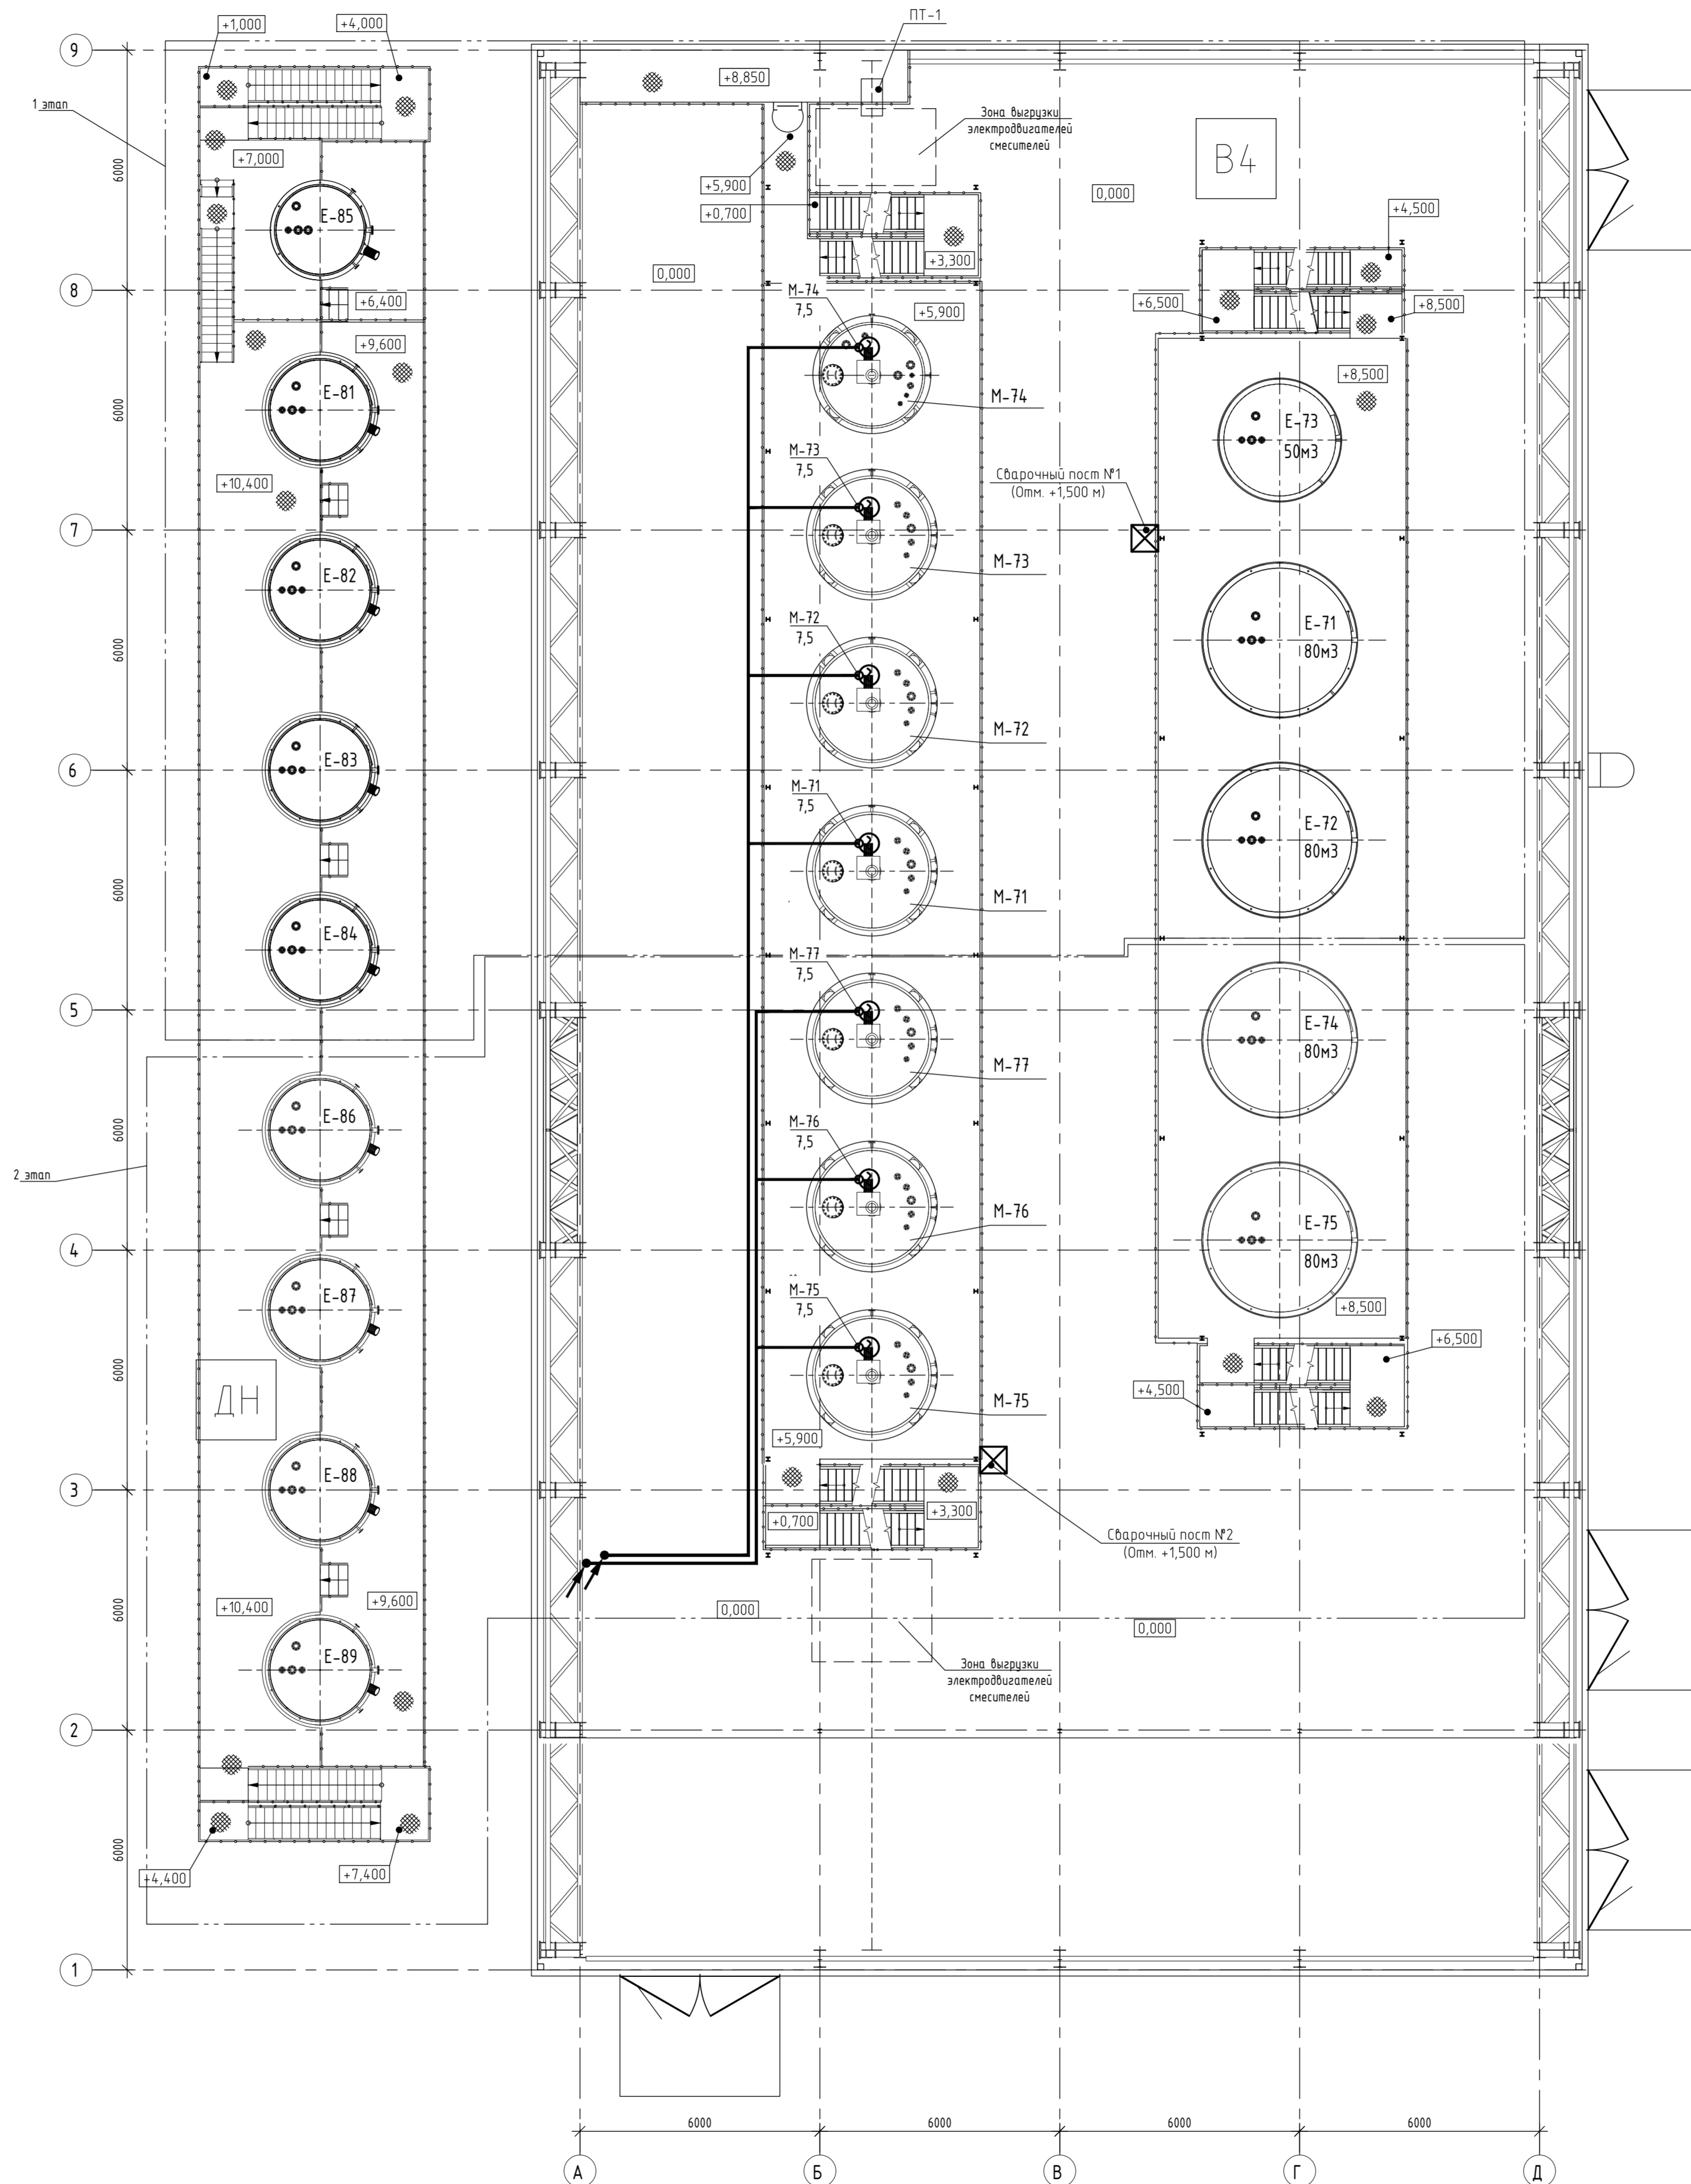 ПТ-1
+1,000
+4,000
9
+8,850
1 этап
Зона выгрузки
электродвигателей
смесителей
В4
6000
+7,000
+5,900
0,000
+0,700
+4,500
Е-85
+3,300
0,000
8
+6,400
М-74
7,5
+5,900
+6,500
+8,500
+9,600
+8,500
Е-81
М-74
6000
Е-73
50м3
М-73
7,5
+10,400
Сварочный пост №1
(Отм. +1,500 м)
7
М-73
Е-82
М-72
7,5
Е-71
80м3
6000
М-72
Е-83
6
М-71
7,5
Е-72
80м3
6000
М-71
Е-84
М-77
7,5
5
Е-74
80м3
М-77
Е-86
6000
М-76
7,5
2 этап
М-76
Е-75
80м3
4
М-75
7,5
Е-87
+8,500
6000
+6,500
ДН
+4,500
М-75
+5,900
Е-88
3
+0,700
+3,300
Сварочный пост №2
(Отм. +1,500 м)
6000
+10,400
+9,600
0,000
0,000
Е-89
Зона выгрузки
электродвигателей
смесителей
2
6000
+4,400
+7,400
1
6000
6000
6000
6000
А
Б
В
Г
Д